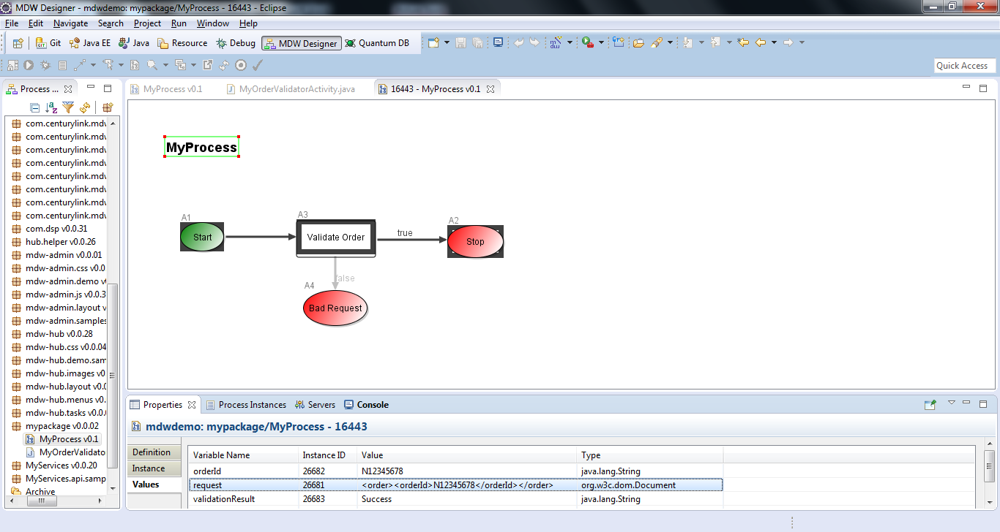 MDW Designer - mdwdemo: mypackage/MyProcess - 16443 - Eclipse
File Edit Navigate Search Project Run Window Help
Git Java EE Java Resource Debug MDW Designer Quantum DB
Quick Access
Process ...
MyProcess v0.1 MyOrderValidatorActivity.java 16443 - MyProcess v0.1
com.centurylink.mdw
com.centurylink.mdw
com.centurylink.mdw
com.centurylink.mdw
com.centurylink.mdw
com.centurylink.mdw
com.centurylink.mdw
com.centurylink.mdw
com.dsp v0.0.31
hub.helper v0.0.26
mdw-admin v0.0.01
mdw-admin.css v0.0
mdw-admin.demo v
mdw-admin.js v0.0.3
mdw-admin.layout v
mdw-admin.samples
mdw-hub v0.0.28
mdw-hub.css v0.0.04
mdw-hub.demo.sam
mdw-hub.images v0
mdw-hub.layout v0.0
mdw-hub.menus v0.
mdw-hub.tasks v0.0.
mypackage v0.0.02
MyProcess v0.1
MyOrderValidato
MyServices v0.0.20
MyServices.api.samp
Archive
MyProcess
A1
Start
A3
Validate Order
true
A2
Stop
false
A4
Bad Request
Properties Process Instances Servers Console
mdwdemo: mypackage/MyProcess - 16443
Definition
Instance
Values
Variable Name Instance ID Value Type
orderId 26682 N12345678 java.lang.String
request 26681 <order><orderId>N12345678</orderId></order> org.w3c.dom.Document
validationResult 26683 Success java.lang.String